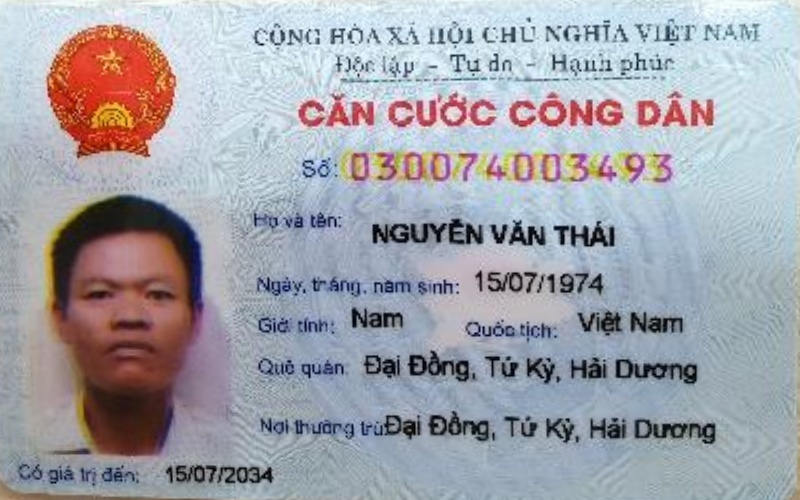 CỘNG HÒA XÃ HỘI CHỦ NGHĨA VIỆT NAM
Độc lập - Tự do - Hạnh phúc
CĂN CƯỚC CÔNG DÂN
Số: 030074003493
Họ và tên: NGUYỄN VĂN THÁI
Ngày, tháng, năm sinh: 15/07/1974
Giới tính: Nam Quốc tịch: Việt Nam
Quê quán: Đại Đồng, Tứ Kỳ, Hải Dương
Nơi thường trú: Đại Đồng, Tứ Kỳ, Hải Dương
Có giá trị đến: 15/07/2034